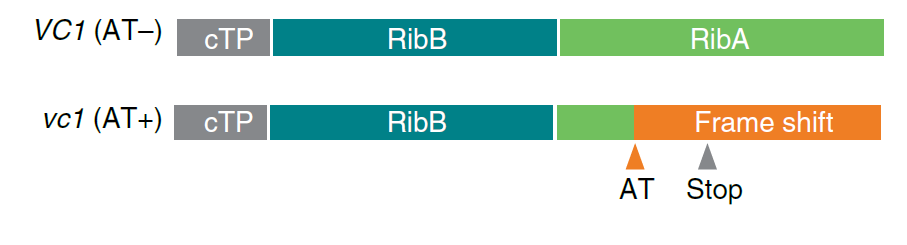 VC1 (AT–) cTP RibB RibA
vc1 (AT+) cTP RibB Frame shift
AT Stop